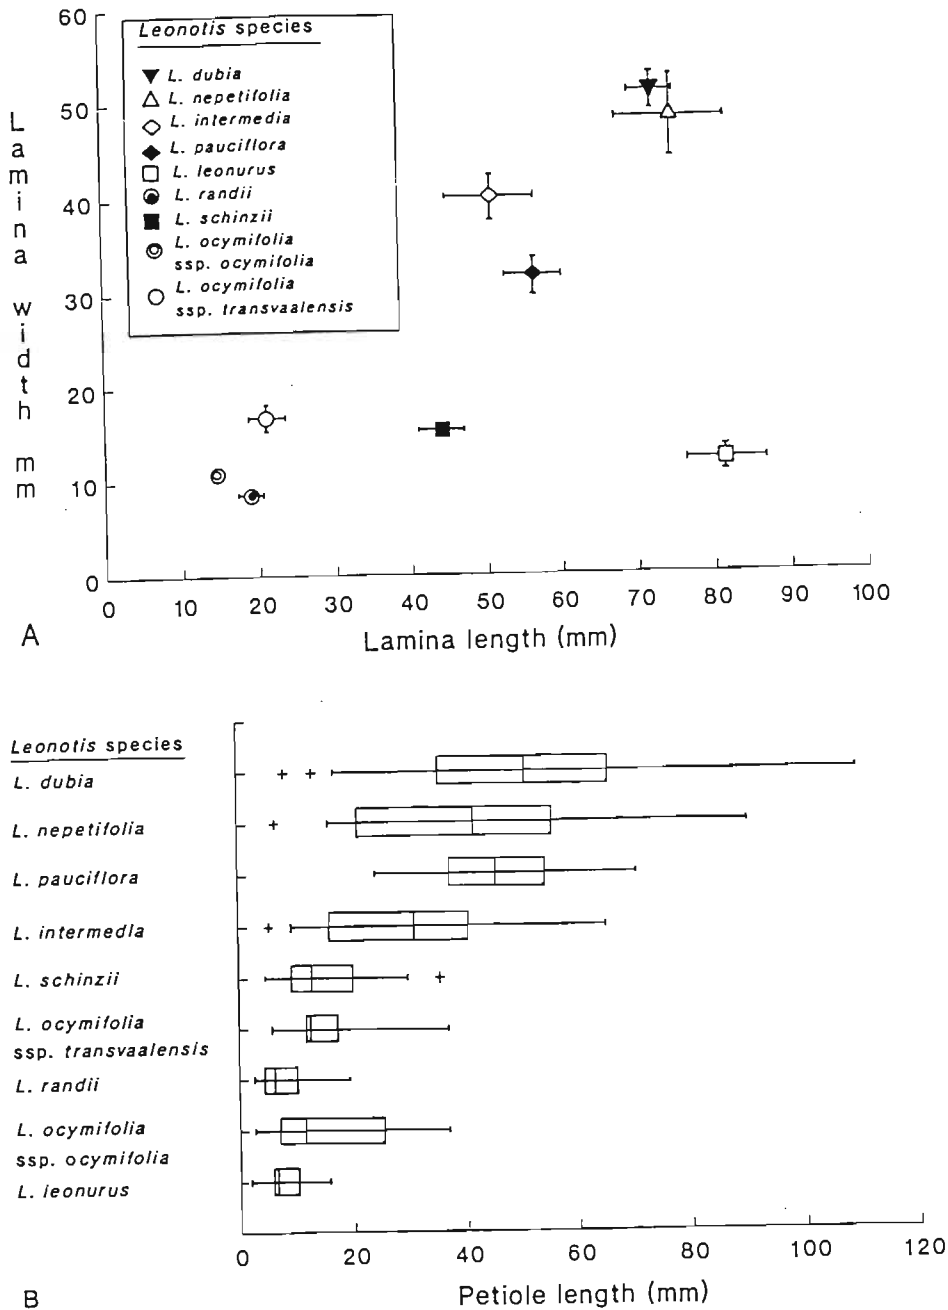 60
50
40
30
20
10
0
Lamina width mm
Leonotis species
L. dubia
L. nepetifolia
L. intermedia
L. pauciflora
L. leonurus
L. randii
L. schinzii
L. ocymifolia
ssp. ocymifolia
L. ocymifolia
ssp. transvaalensis
0 10 20 30 40 50 60 70 80 90 100
A
Lamina length (mm)
Leonotis species
L. dubia
L. nepetifolia
L. pauciflora
L. intermedia
L. schinzii
L. ocymifolia
ssp. transvaalensis
L. randii
L. ocymifolia
ssp. ocymifolia
L. leonurus
0 20 40 60 80 100 120
B
Petiole length (mm)